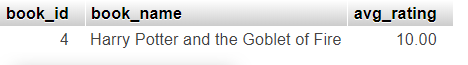 book_id book_name avg_rating
4 Harry Potter and the Goblet of Fire 10.00